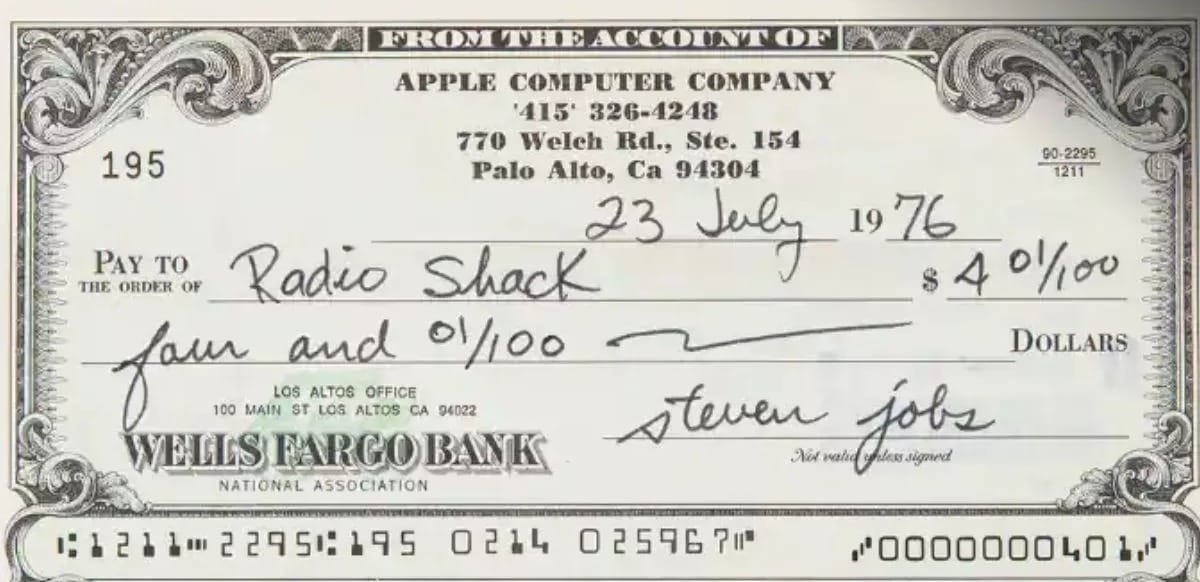 FROM THE ACCOUNT OF
APPLE COMPUTER COMPANY
'415' 326-4248
770 Welch Rd., Ste. 154
Palo Alto, Ca 94304
195
90-2295
1211
23 July 19 76
PAY TO
THE ORDER OF Radio Shack $ 4 01/100
four and 01/100 DOLLARS
LOS ALTOS OFFICE
100 MAIN ST LOS ALTOS CA 94022
WELLS FARGO BANK
NATIONAL ASSOCIATION
steven jobs
Not valid unless signed
⑆1211⑉2295⑆195 0214 025967⑈ ⑈0000000401⑈